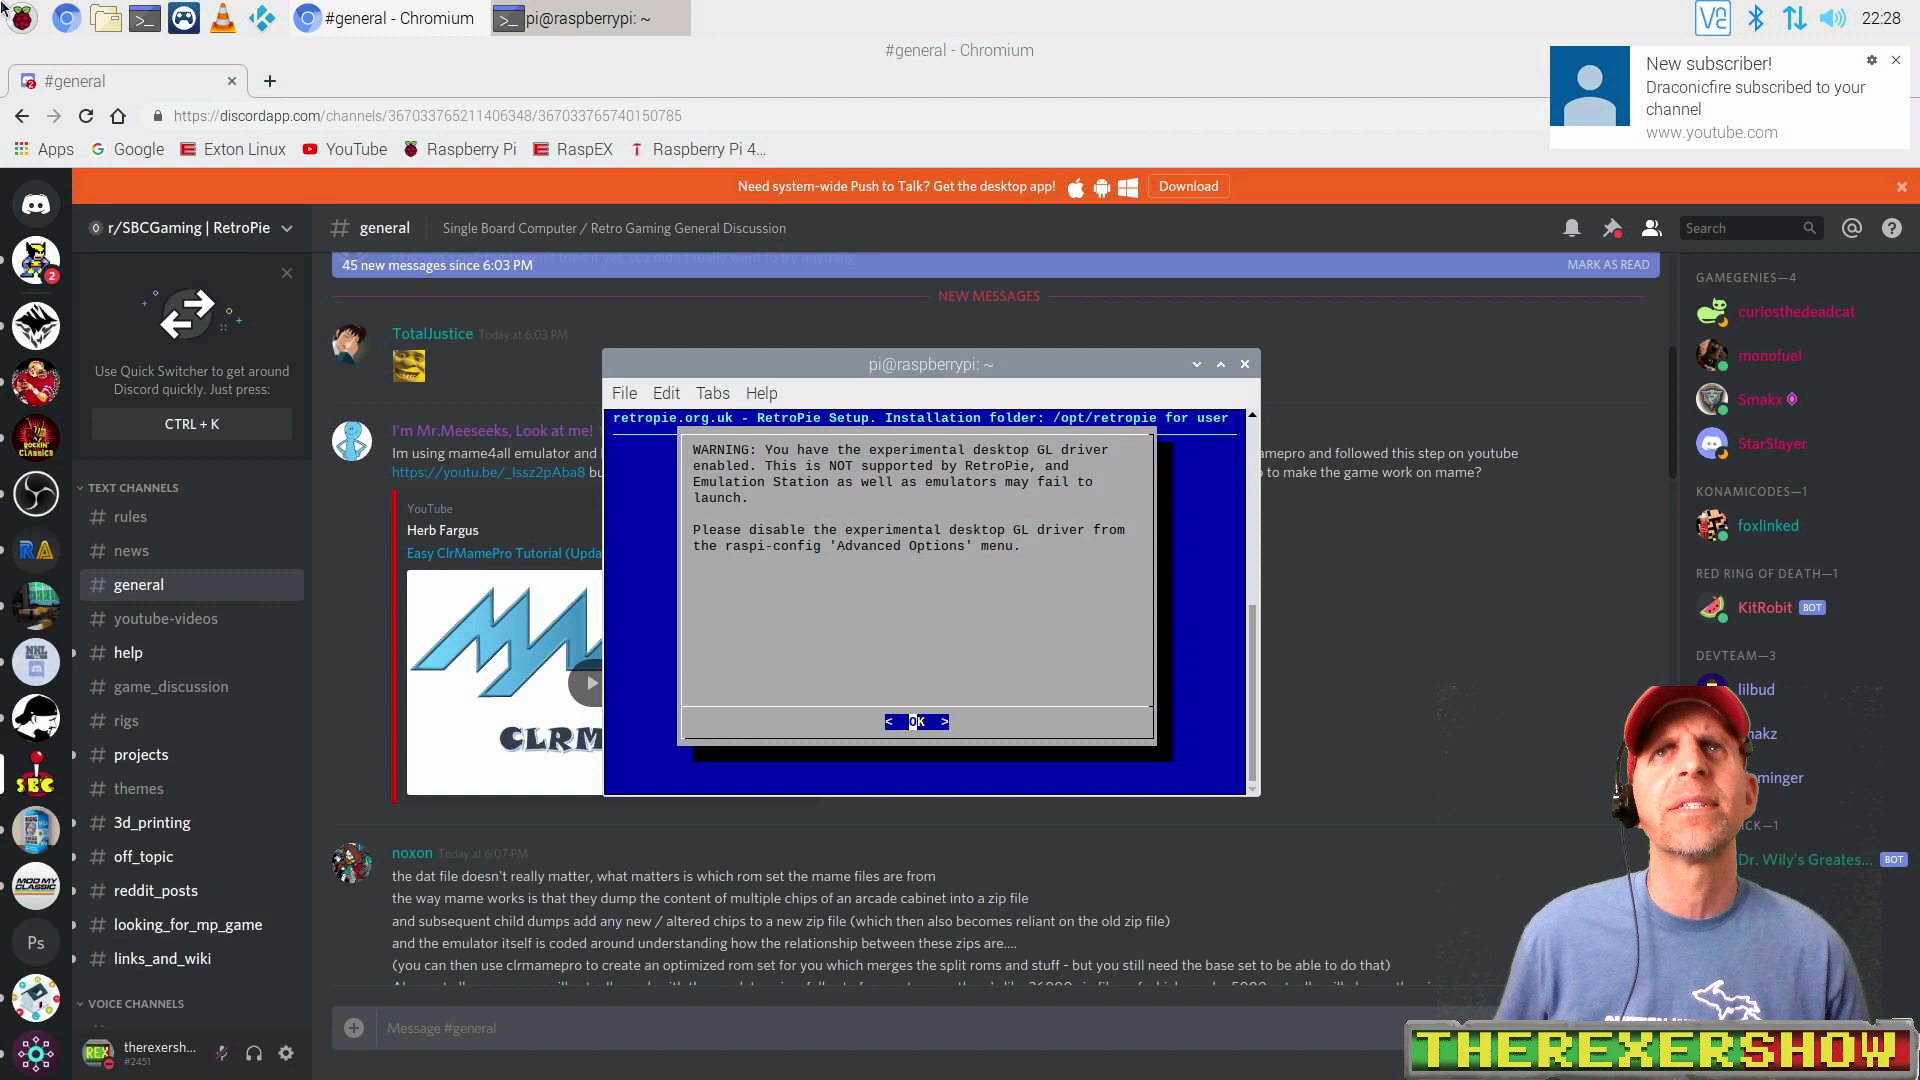 #general - Chromium
pi@raspberrypi: ~
22:28
#general - Chromium
#general
New subscriber!
Draconicfire subscribed to your
channel
www.youtube.com
https://discordapp.com/channels/367033765211406348/367033765740150785
Apps
Google
Exton Linux
YouTube
Raspberry Pi
RaspEX
Raspberry Pi 4...
Need system-wide Push to Talk? Get the desktop app!
Download
r/SBCGaming | RetroPie
general
Single Board Computer / Retro Gaming General Discussion
Search
45 new messages since 6:03 PM
MARK AS READ
NEW MESSAGES
Use Quick Switcher to get around
Discord quickly. Just press:
CTRL + K
TEXT CHANNELS
# rules
# news
# general
# youtube-videos
# help
# game_discussion
# rigs
# projects
# themes
# 3d_printing
# off_topic
# reddit_posts
# looking_for_mp_game
# links_and_wiki
VOICE CHANNELS
therexersh...
#2451
REX
RA
NHL
SBC
MOD MY
CLASSIC
Ps
TotalJustice Today at 6:03 PM
I'm Mr.Meeseeks, Look at me!
Im using mame4all emulator and
amepro and followed this step on youtube
https://youtu.be/_Issz2pAba8 bu
to make the game work on mame?
YouTube
Herb Fargus
Easy ClrMamePro Tutorial (Upda
CLRM
pi@raspberrypi: ~
File Edit Tabs Help
retropie.org.uk - RetroPie Setup. Installation folder: /opt/retropie for user
WARNING: You have the experimental desktop GL driver
enabled. This is NOT supported by RetroPie, and
Emulation Station as well as emulators may fail to
launch.
Please disable the experimental desktop GL driver from
the raspi-config 'Advanced Options' menu.
< OK >
noxon Today at 6:07 PM
the dat file doesn't really matter, what matters is which rom set the mame files are from
the way mame works is that they dump the content of multiple chips of an arcade cabinet into a zip file
and subsequent child dumps add any new / altered chips to a new zip file (which then also becomes reliant on the old zip file)
and the emulator itself is coded around understanding how the relationship between these zips are....
(you can then use clrmamepro to create an optimized rom set for you which merges the split roms and stuff - but you still need the base set to be able to do that)
Message #general
GAMEGENIES—4
curiosthedeadcat
monofuel
Smakx
StarSlayer
KONAMICODES—1
foxlinked
RED RING OF DEATH—1
KitRobit BOT
DEVTEAM—3
lilbud
nakz
minger
ICK—1
Dr. Wily's Greates... BOT
THEREXERSHOW